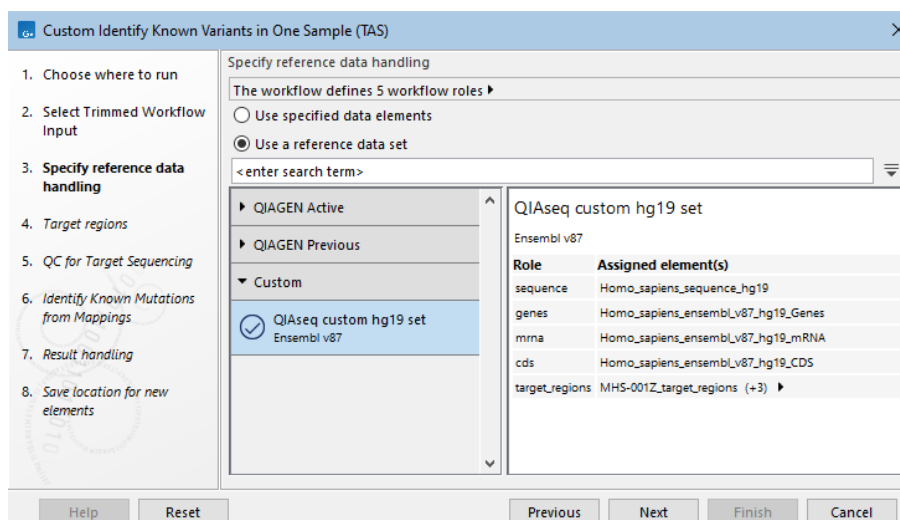 Custom Identify Known Variants in One Sample (TAS)
1. Choose where to run
2. Select Trimmed Workflow
Input
3. Specify reference data
handling
4. Target regions
5. QC for Target Sequencing
6. Identify Known Mutations
from Mappings
7. Result handling
8. Save location for new
elements
Specify reference data handling
The workflow defines 5 workflow roles
Use specified data elements
Use a reference data set
<enter search term>
QIAGEN Active
QIAGEN Previous
Custom
QIAseq custom hg19 set
Ensembl v87
QIAseq custom hg19 set
Ensembl v87
Role Assigned element(s)
sequence Homo_sapiens_sequence_hg19
genes Homo_sapiens_ensembl_v87_hg19_Genes
mrna Homo_sapiens_ensembl_v87_hg19_mRNA
cds Homo_sapiens_ensembl_v87_hg19_CDS
target_regions MHS-001Z_target_regions (+3)
Help Reset Previous Next Finish Cancel